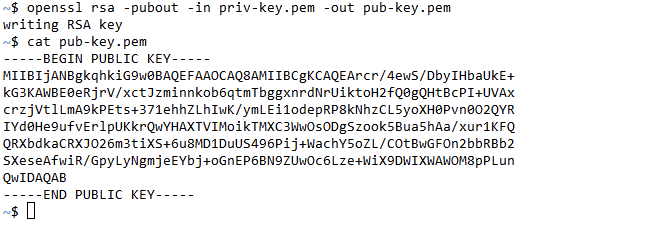 ~$ openssl rsa -pubout -in priv-key.pem -out pub-key.pem
writing RSA key
~$ cat pub-key.pem
-----BEGIN PUBLIC KEY-----
MIIBIjANBgkqhkiG9w0BAQEFAAOCAQ8AMIIBCgKCAQEArcr/4ewS/DbyIHbaUkE+
kG3KAWBE0eRjrV/xctJzminnkob6qtmTbggxnrdNrUiktoH2fQ0gQHtBcPI+UVAx
crzjVtlLmA9kPEts+371ehhZLhIwK/ymLEi1odepRP8kNhzCL5yoXH0Pvn0O2QYR
IYd0He9ufvErlpUKkrQwYHAXTVIMoikTMXC3WwOsODgSzook5Bua5hAa/xur1KFQ
QRXbdkaCRXJO26m3tiXS+6u8MD1DuUS496Pij+WachY5oZL/COtBwGFOn2bbRBb2
SXeseAfwiR/GpyLyNgmjeEYbj+oGnEP6BN9ZUwOc6Lze+WiX9DWIXWAWOM8pPLun
QwIDAQAB
-----END PUBLIC KEY-----
~$